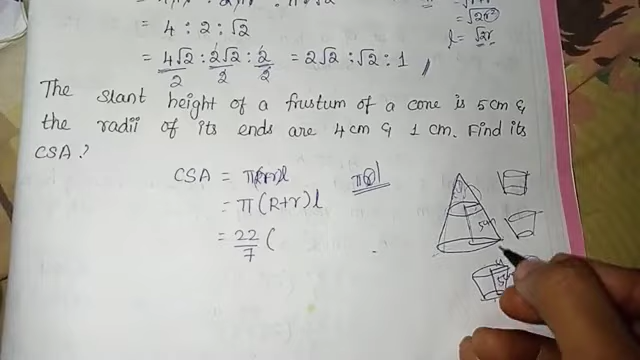 = 4 : 2 : √2
= √(2r²)
l = √2r
= 4√2/2 : 2√2/2 : 2/2 = 2√2 : √2 : 1
The slant height of a frustum of a cone is 5cm &
the radii of its ends are 4cm & 1 cm. Find its
CSA?
CSA =
= π(R+r)l
= 22/7 (
5cm